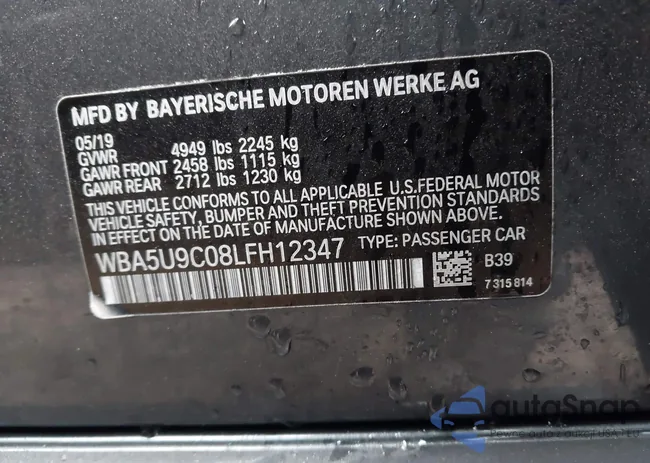 MFD BY BAYERISCHE MOTOREN WERKE AG
05/19
GVWR 4949 lbs 2245 kg
GAWR FRONT 2458 lbs 1115 kg
GAWR REAR 2712 lbs 1230 kg
THIS VEHICLE CONFORMS TO ALL APPLICABLE U.S.FEDERAL MOTOR
VEHICLE SAFETY, BUMPER AND THEFT PREVENTION STANDARDS
IN EFFECT ON THE DATE OF MANUFACTURE SHOWN ABOVE.
WBA5U9C08LFH12347 TYPE: PASSENGER CAR
B39
7 315 814
autoSnap